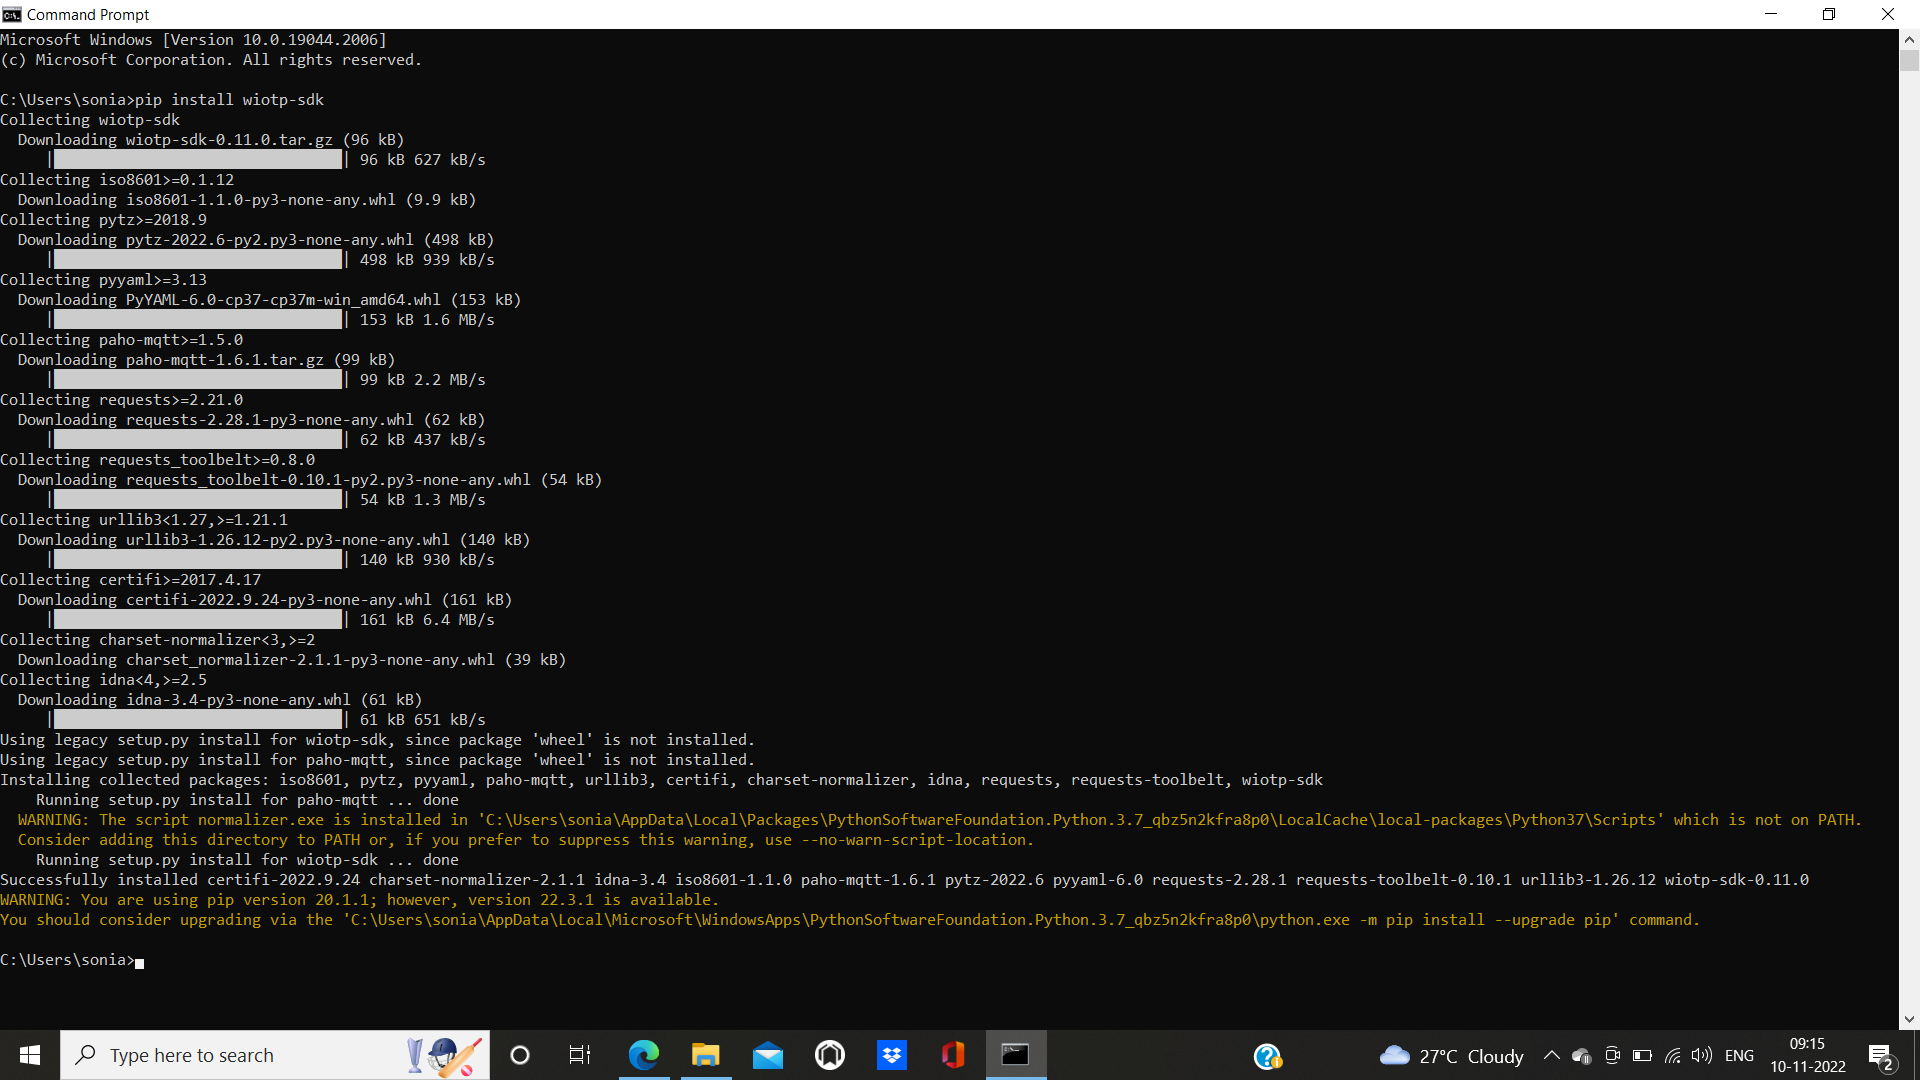 Command Prompt
Microsoft Windows [Version 10.0.19044.2006]
(c) Microsoft Corporation. All rights reserved.
C:\Users\sonia>pip install wiotp-sdk
Collecting wiotp-sdk
Downloading wiotp-sdk-0.11.0.tar.gz (96 kB)
| | 96 kB 627 kB/s
Collecting iso8601>=0.1.12
Downloading iso8601-1.1.0-py3-none-any.whl (9.9 kB)
Collecting pytz>=2018.9
Downloading pytz-2022.6-py2.py3-none-any.whl (498 kB)
| | 498 kB 939 kB/s
Collecting pyyaml>=3.13
Downloading PyYAML-6.0-cp37-cp37m-win_amd64.whl (153 kB)
| | 153 kB 1.6 MB/s
Collecting paho-mqtt>=1.5.0
Downloading paho-mqtt-1.6.1.tar.gz (99 kB)
| | 99 kB 2.2 MB/s
Collecting requests>=2.21.0
Downloading requests-2.28.1-py3-none-any.whl (62 kB)
| | 62 kB 437 kB/s
Collecting requests_toolbelt>=0.8.0
Downloading requests_toolbelt-0.10.1-py2.py3-none-any.whl (54 kB)
| | 54 kB 1.3 MB/s
Collecting urllib3<1.27,>=1.21.1
Downloading urllib3-1.26.12-py2.py3-none-any.whl (140 kB)
| | 140 kB 930 kB/s
Collecting certifi>=2017.4.17
Downloading certifi-2022.9.24-py3-none-any.whl (161 kB)
| | 161 kB 6.4 MB/s
Collecting charset-normalizer<3,>=2
Downloading charset_normalizer-2.1.1-py3-none-any.whl (39 kB)
Collecting idna<4,>=2.5
Downloading idna-3.4-py3-none-any.whl (61 kB)
| | 61 kB 651 kB/s
Using legacy setup.py install for wiotp-sdk, since package 'wheel' is not installed.
Using legacy setup.py install for paho-mqtt, since package 'wheel' is not installed.
Installing collected packages: iso8601, pytz, pyyaml, paho-mqtt, urllib3, certifi, charset-normalizer, idna, requests, requests-toolbelt, wiotp-sdk
Running setup.py install for paho-mqtt ... done
WARNING: The script normalizer.exe is installed in 'C:\Users\sonia\AppData\Local\Packages\PythonSoftwareFoundation.Python.3.7_qbz5n2kfra8p0\LocalCache\local-packages\Python37\Scripts' which is not on PATH.
Consider adding this directory to PATH or, if you prefer to suppress this warning, use --no-warn-script-location.
Running setup.py install for wiotp-sdk ... done
Successfully installed certifi-2022.9.24 charset-normalizer-2.1.1 idna-3.4 iso8601-1.1.0 paho-mqtt-1.6.1 pytz-2022.6 pyyaml-6.0 requests-2.28.1 requests-toolbelt-0.10.1 urllib3-1.26.12 wiotp-sdk-0.11.0
WARNING: You are using pip version 20.1.1; however, version 22.3.1 is available.
You should consider upgrading via the 'C:\Users\sonia\AppData\Local\Microsoft\WindowsApps\PythonSoftwareFoundation.Python.3.7_qbz5n2kfra8p0\python.exe -m pip install --upgrade pip' command.
C:\Users\sonia>
Type here to search
27°C Cloudy
ENG
09:15
10-11-2022
2